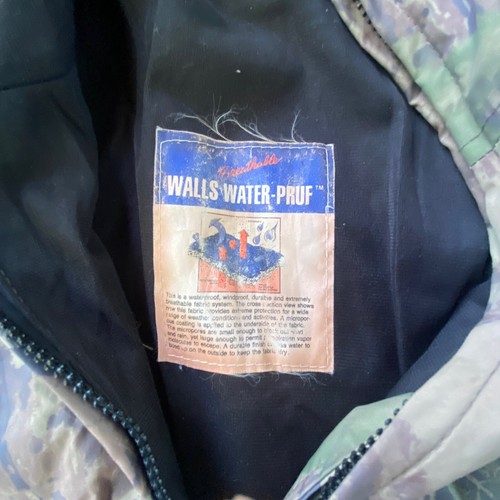 Breathable
WALLS WATER-PRUF™
This is a waterproof, windproof, durable and extremely
breathable fabric system. The cross section view shows
how this fabric provides extreme protection for a wide
range of weather conditions and activities. A micropor-
ous coating is applied to the underside of the fabric.
The micropores are small enough to block out wind
and rain, yet large enough to permit perspiration vapor
molecules to escape. A durable finish causes water to
bead up on the outside to keep the fabric dry.